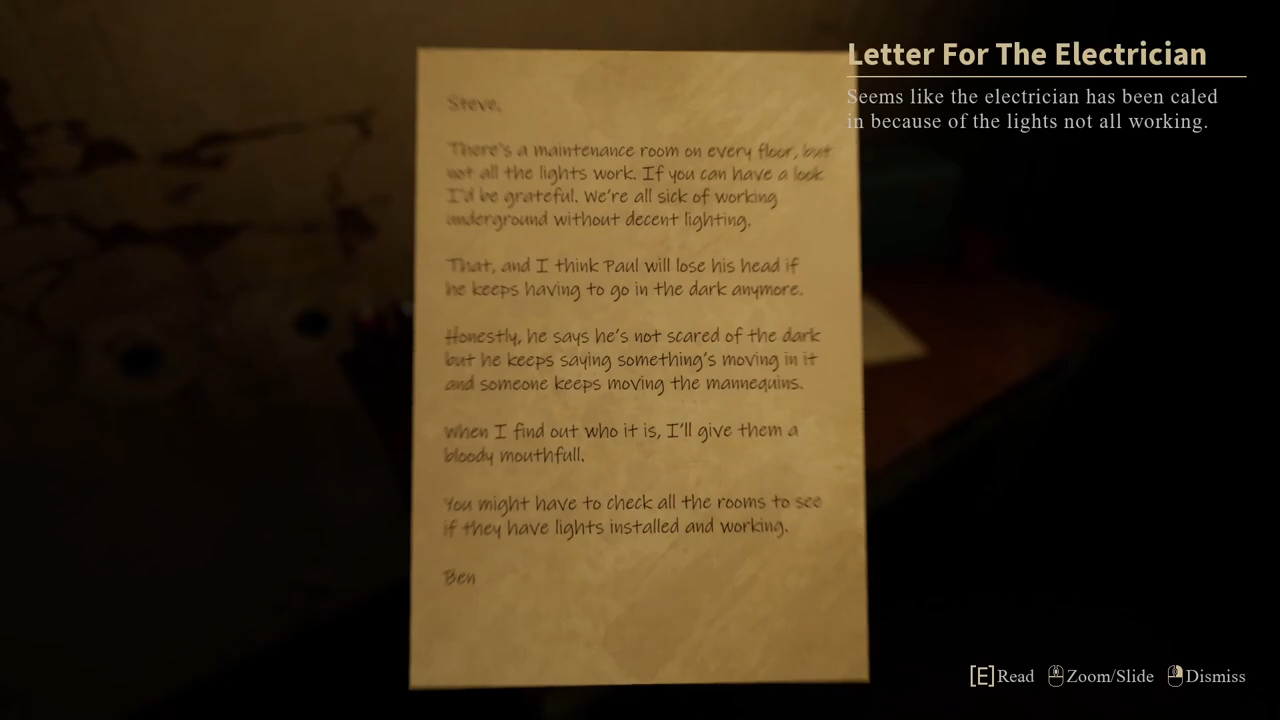 Letter For The Electrician
Seems like the electrician has been caled
in because of the lights not all working.
Steve,
There's a maintenance room on every floor, but
not all the lights work. If you can have a look
I'd be grateful. We're all sick of working
underground without decent lighting.
That, and I think Paul will lose his head if
he keeps having to go in the dark anymore.
Honestly, he says he's not scared of the dark
but he keeps saying something's moving in it
and someone keeps moving the mannequins.
When I find out who it is, I'll give them a
bloody mouthfull.
You might have to check all the rooms to see
if they have lights installed and working.
Ben
[E]Read Zoom/Slide Dismiss